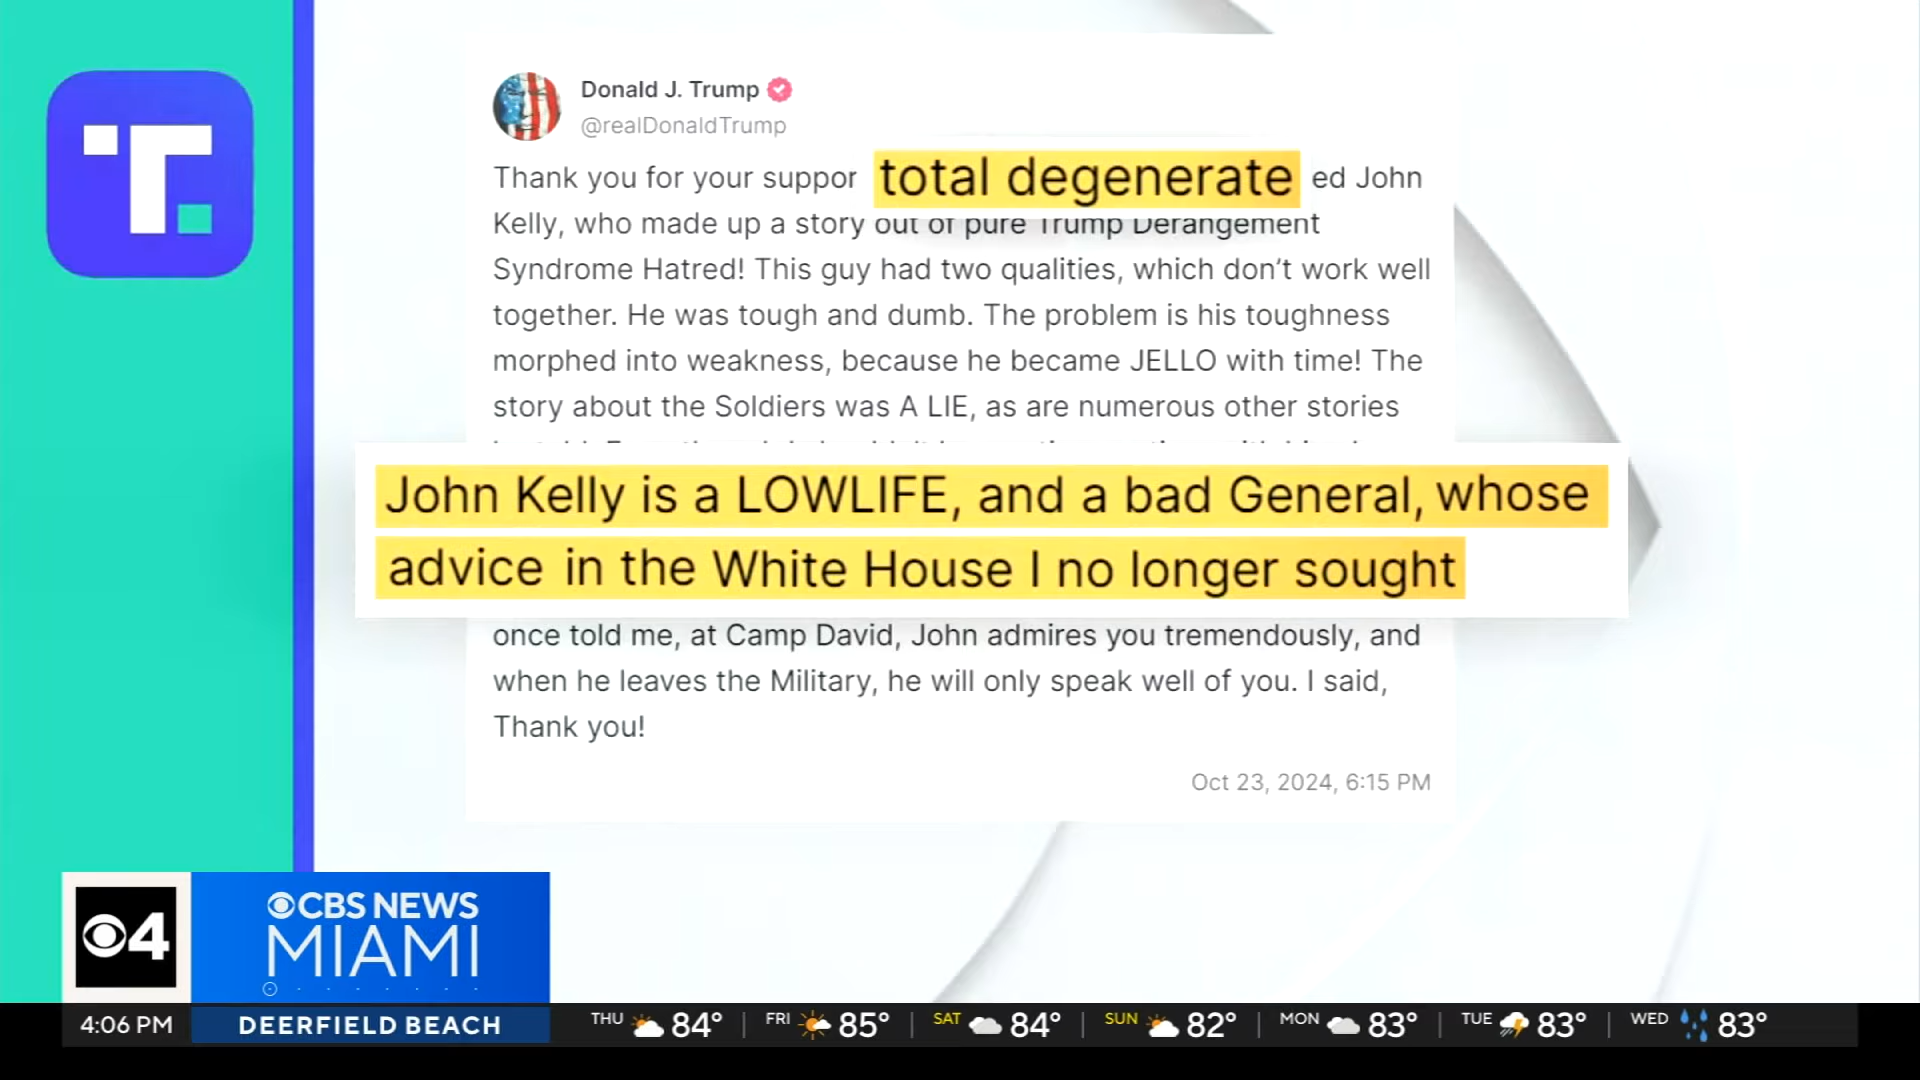 T.
Donald J. Trump
@realDonaldTrump
Thank you for your suppor total degenerate ed John
Kelly, who made up a story out of pure Trump Derangement
Syndrome Hatred! This guy had two qualities, which don’t work well
together. He was tough and dumb. The problem is his toughness
morphed into weakness, because he became JELLO with time! The
story about the Soldiers was A LIE, as are numerous other stories
John Kelly is a LOWLIFE, and a bad General, whose
advice in the White House I no longer sought
once told me, at Camp David, John admires you tremendously, and
when he leaves the Military, he will only speak well of you. I said,
Thank you!
Oct 23, 2024, 6:15 PM
4
CBS NEWS
MIAMI
4:06 PM DEERFIELD BEACH THU 84° FRI 85° SAT 84° SUN 82° MON 83° TUE 83° WED 83°